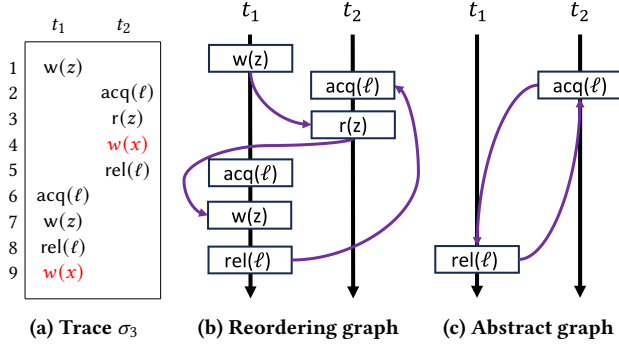 t₁ t₂
1 w(z)
2 acq(ℓ)
3 r(z)
4 w(x)
5 rel(ℓ)
6 acq(ℓ)
7 w(z)
8 rel(ℓ)
9 w(x)
(a) Trace σ₃
t₁ t₂
w(z)
acq(ℓ)
r(z)
acq(ℓ)
w(z)
rel(ℓ)
(b) Reordering graph
t₁ t₂
acq(ℓ)
rel(ℓ)
(c) Abstract graph